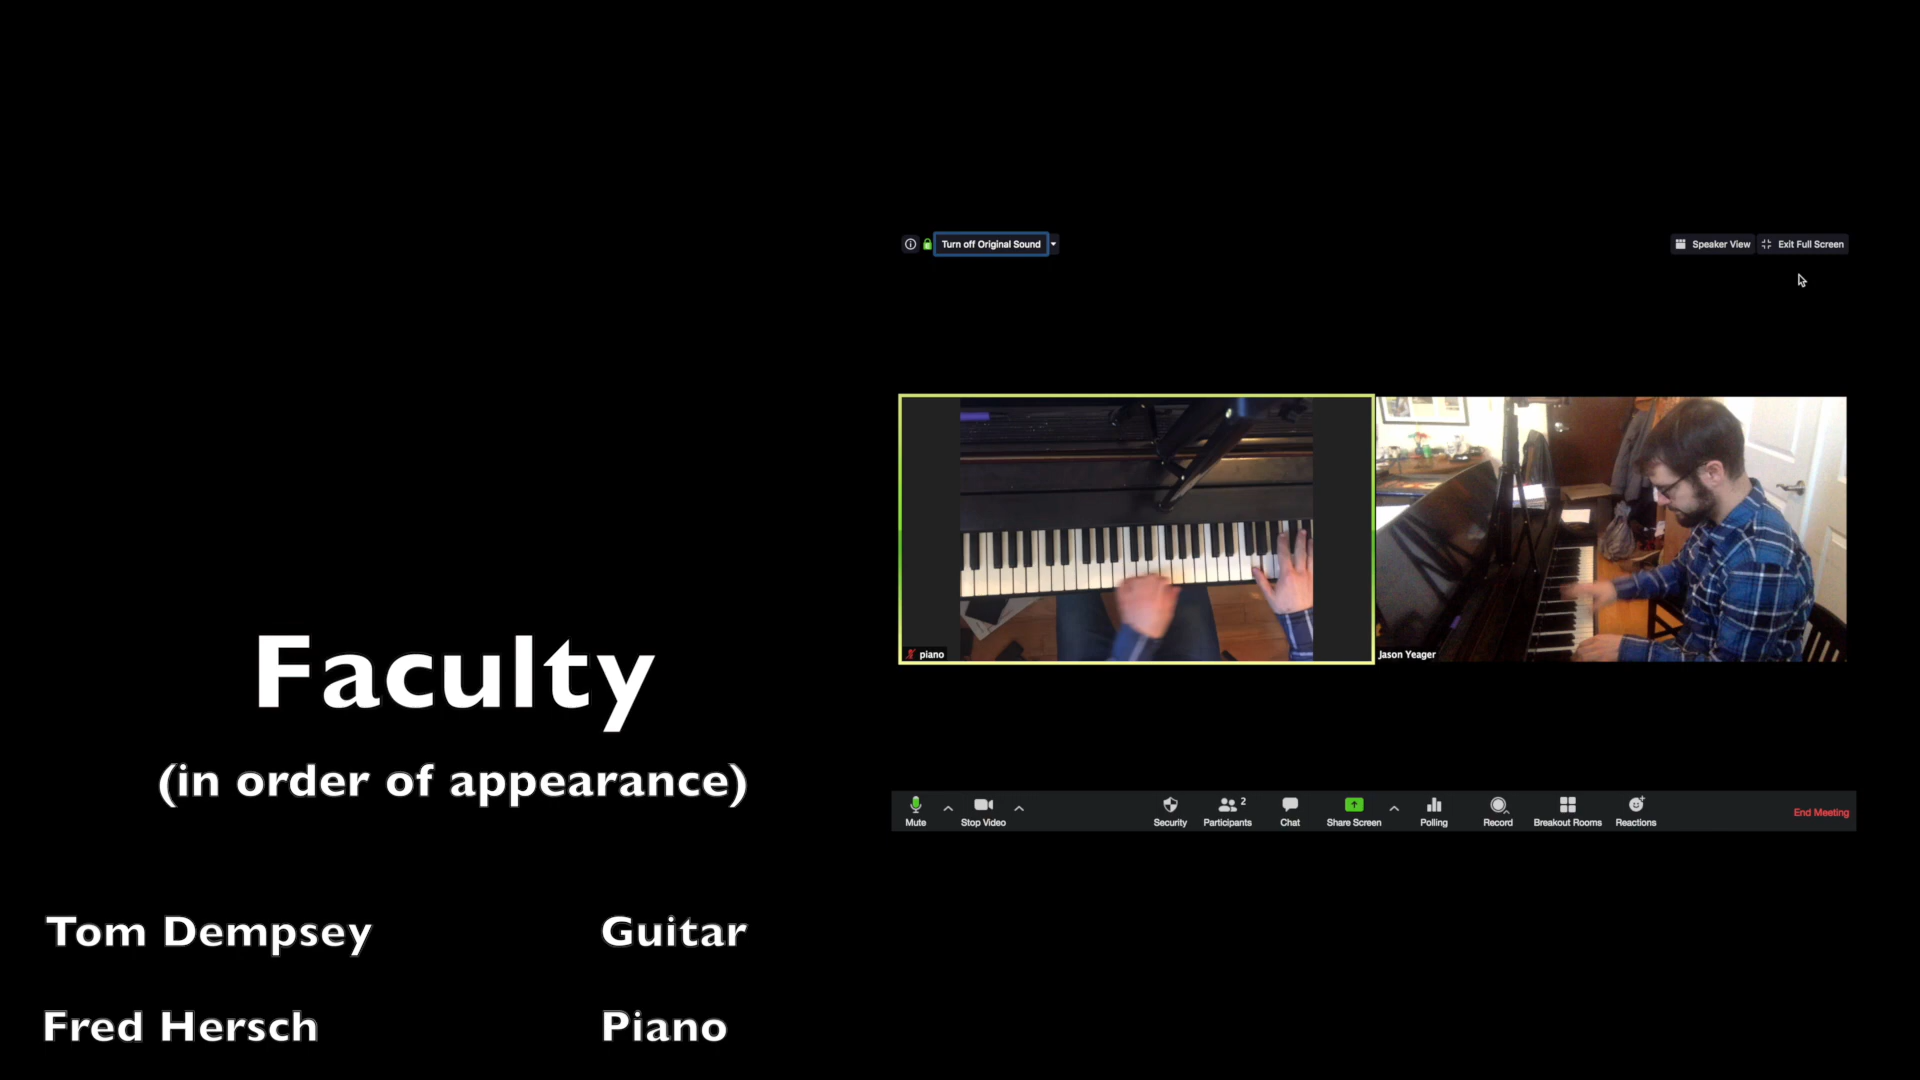 Turn off Original Sound
Speaker View
Exit Full Screen
piano
Jason Yeager
Mute
Stop Video
Security
Participants
2
Chat
Share Screen
Polling
Record
Breakout Rooms
Reactions
End Meeting
Faculty
(in order of appearance)
Tom Dempsey Guitar
Fred Hersch Piano